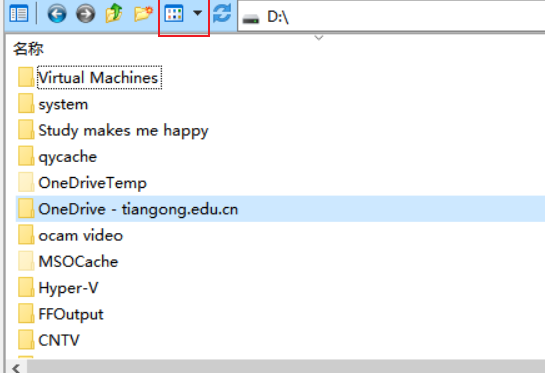 D:\
名称
Virtual Machines
system
Study makes me happy
qycache
OneDriveTemp
OneDrive - tiangong.edu.cn
ocam video
MSOCache
Hyper-V
FFOutput
CNTV